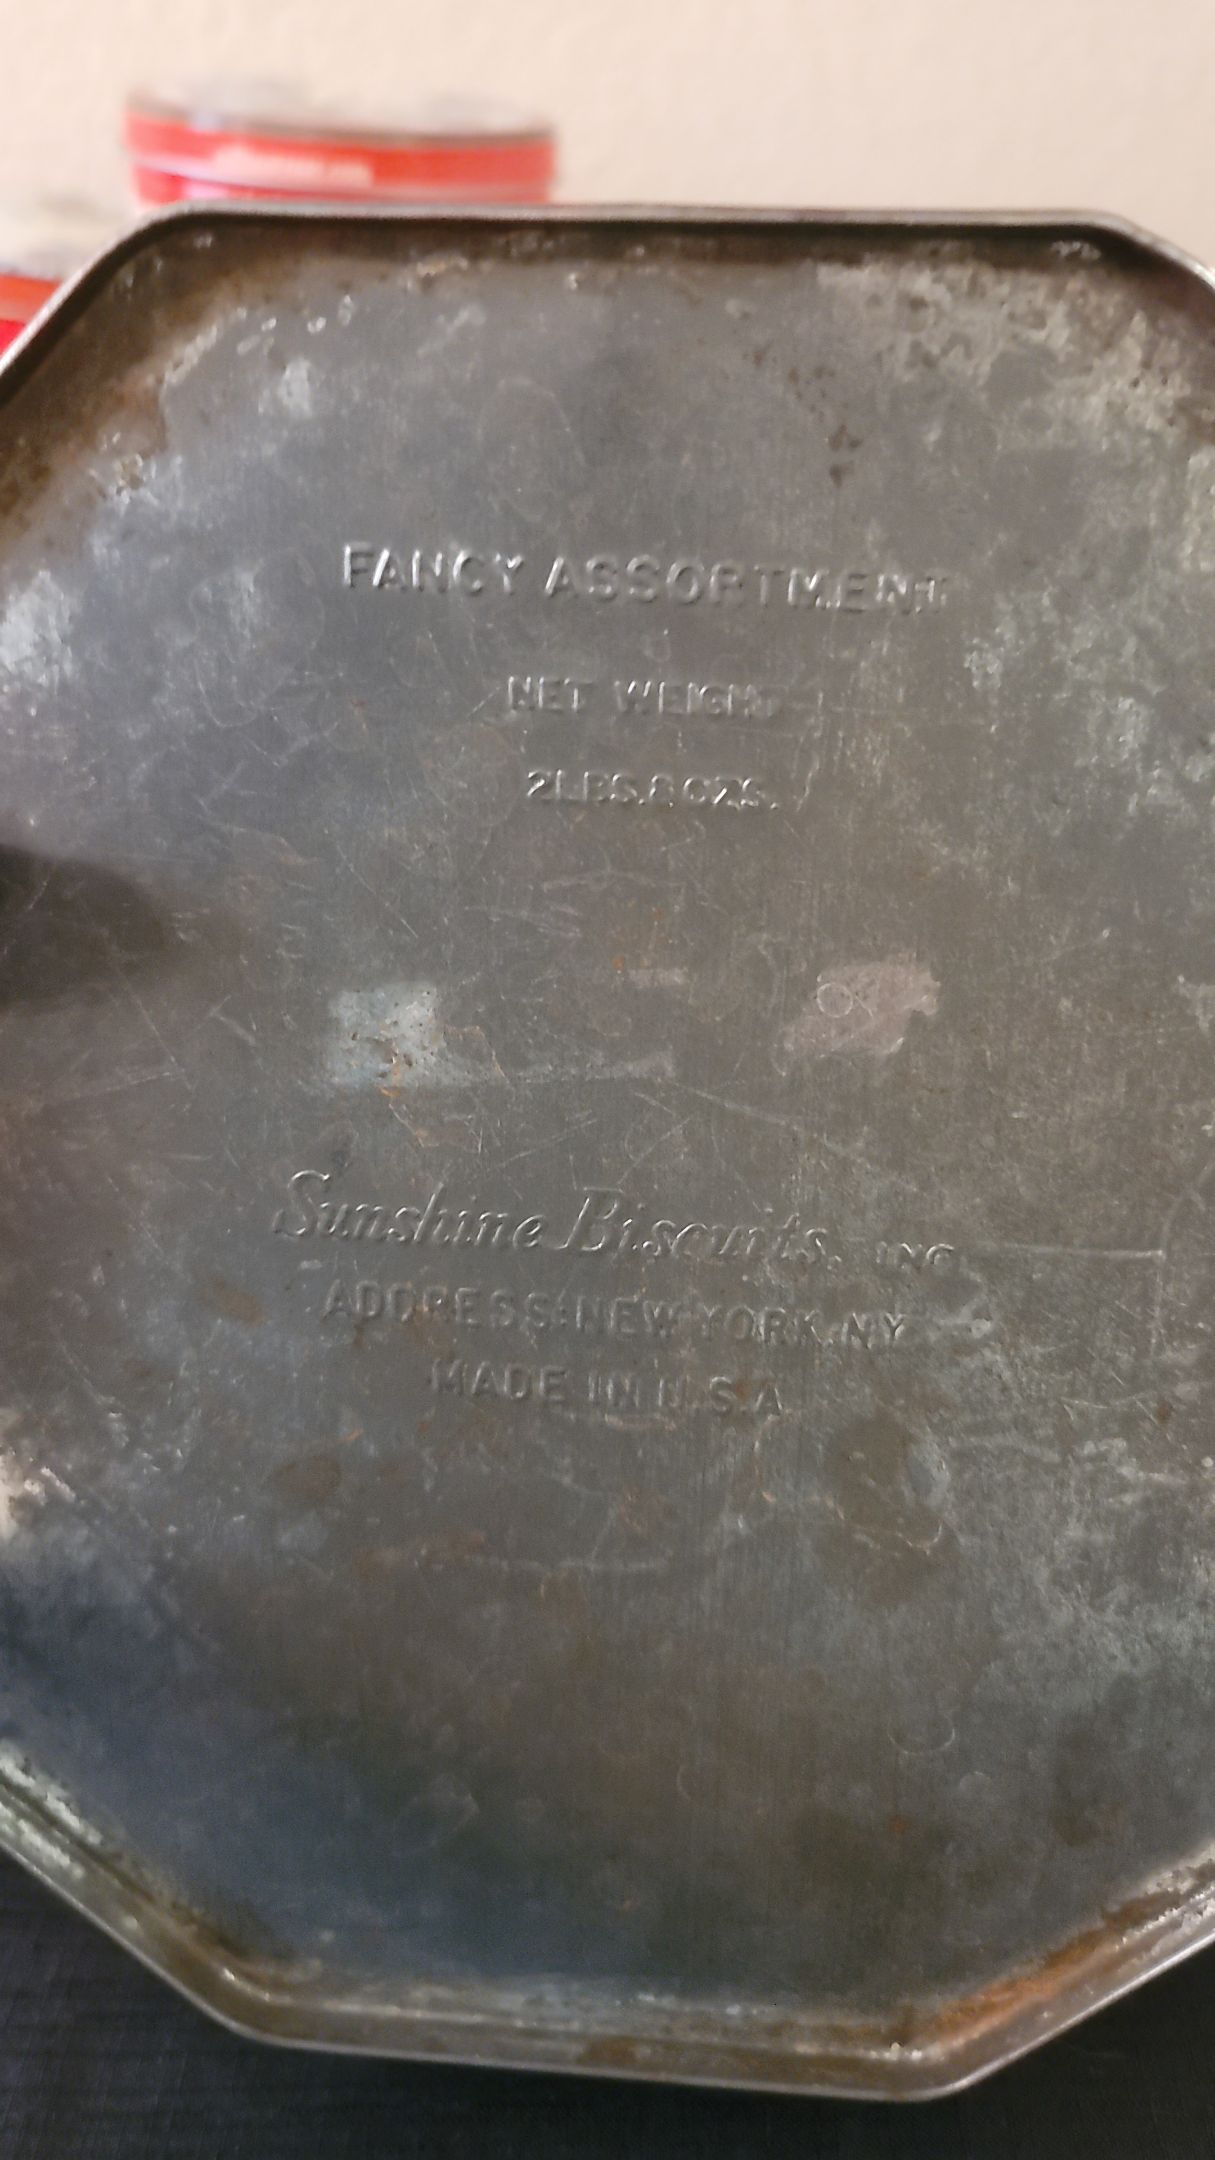 FANCY ASSORTMENT
NET WEIGHT
2 LBS. 8 OZS.
Sunshine Biscuits, INC.
ADDRESS: NEW YORK, N.Y.
MADE IN U.S.A.